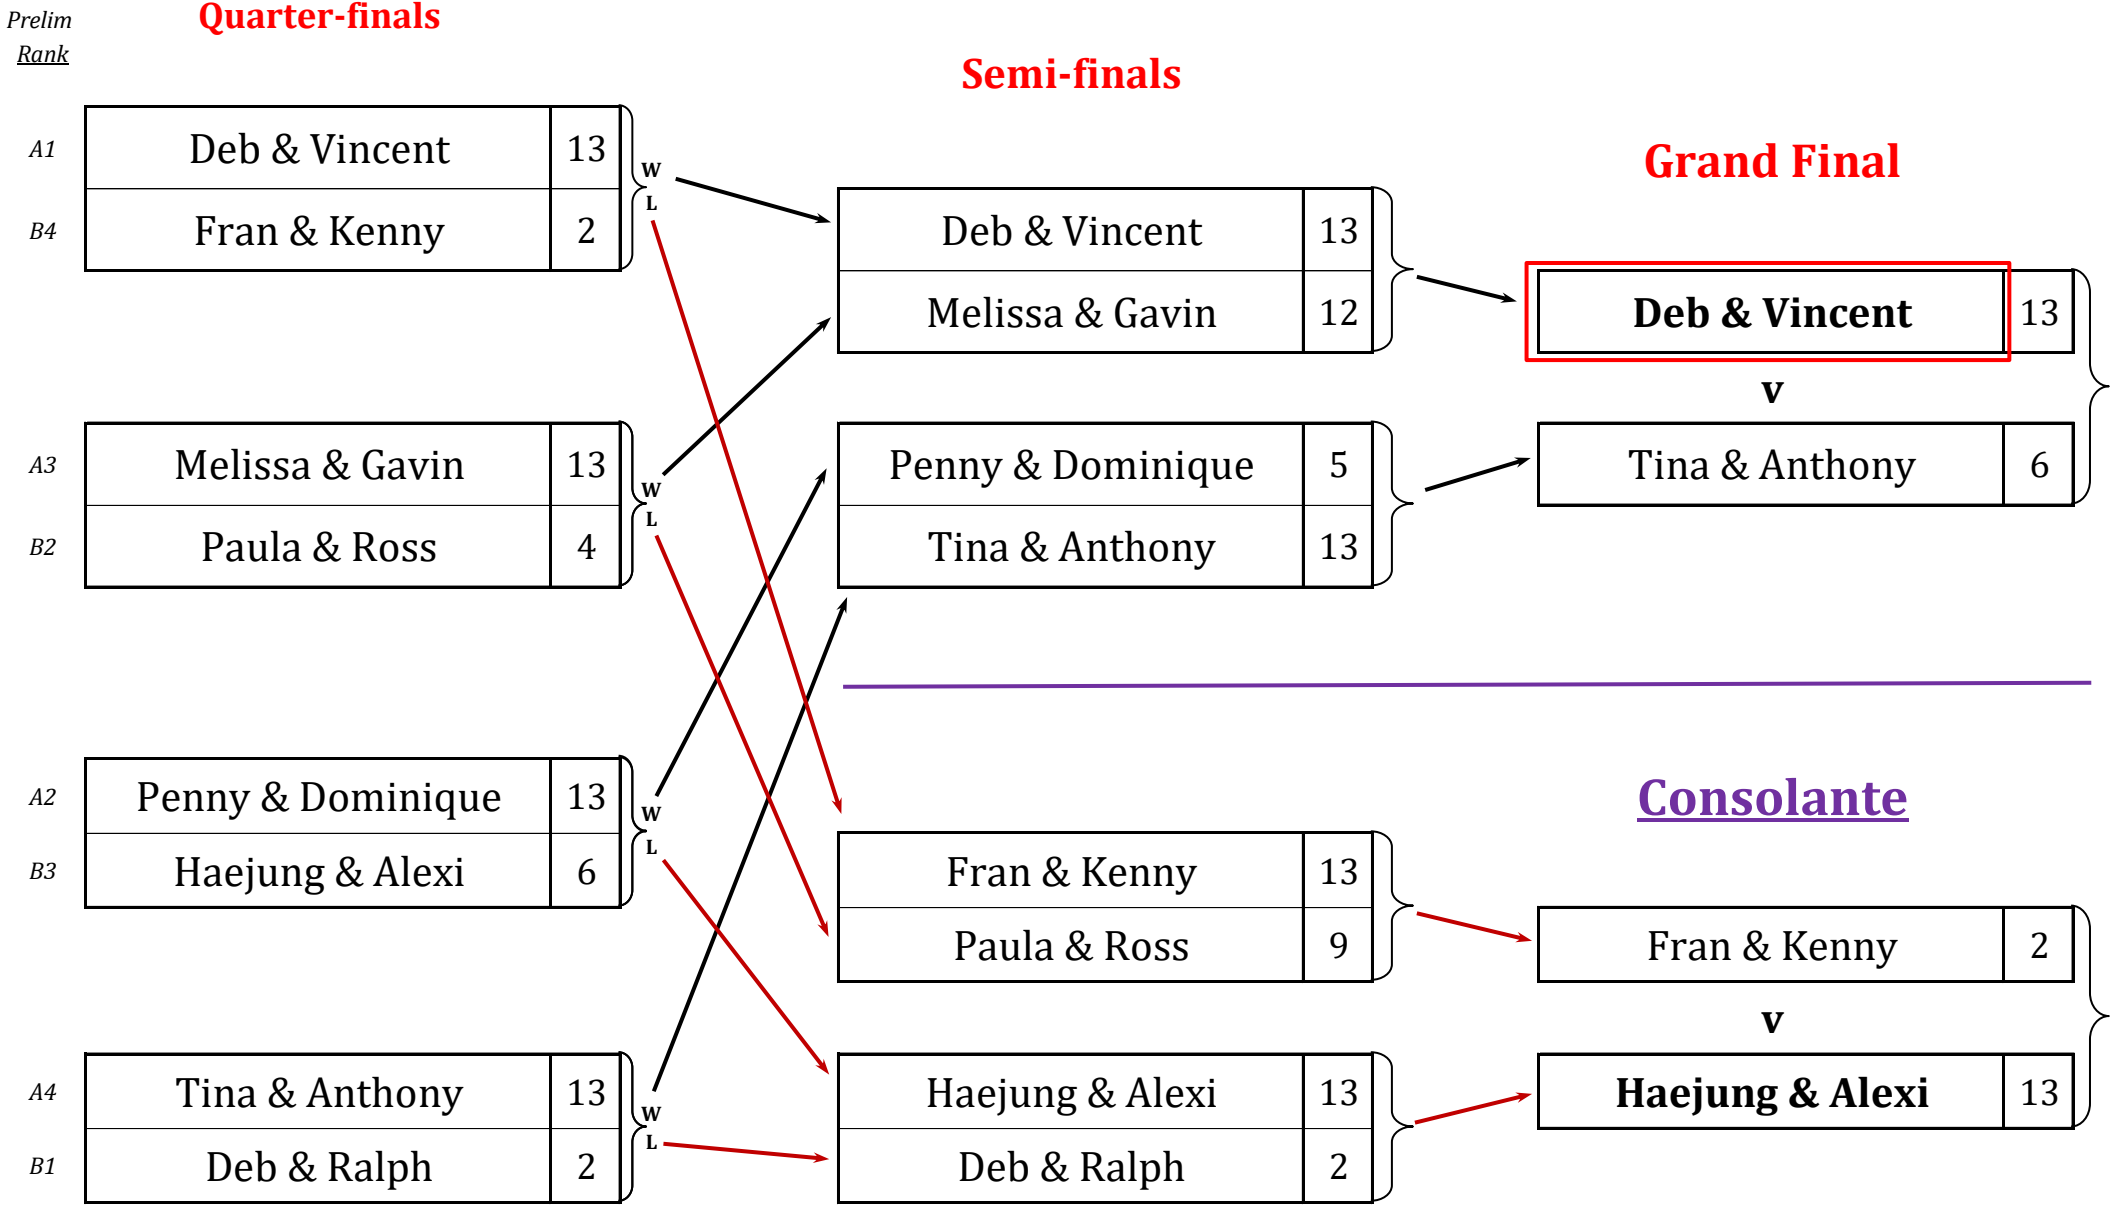 Prelim
Rank
Quarter-finals
Semi-finals
Grand Final
A1 Deb & Vincent 13
B4 Fran & Kenny 2
W
L
A3 Melissa & Gavin 13
B2 Paula & Ross 4
W
L
A2 Penny & Dominique 13
B3 Haejung & Alexi 6
W
L
A4 Tina & Anthony 13
B1 Deb & Ralph 2
W
L
Deb & Vincent 13
Melissa & Gavin 12
Penny & Dominique 5
Tina & Anthony 13
Deb & Vincent 13
v
Tina & Anthony 6
Consolante
Fran & Kenny 13
Paula & Ross 9
Haejung & Alexi 13
Deb & Ralph 2
Fran & Kenny 2
v
Haejung & Alexi 13